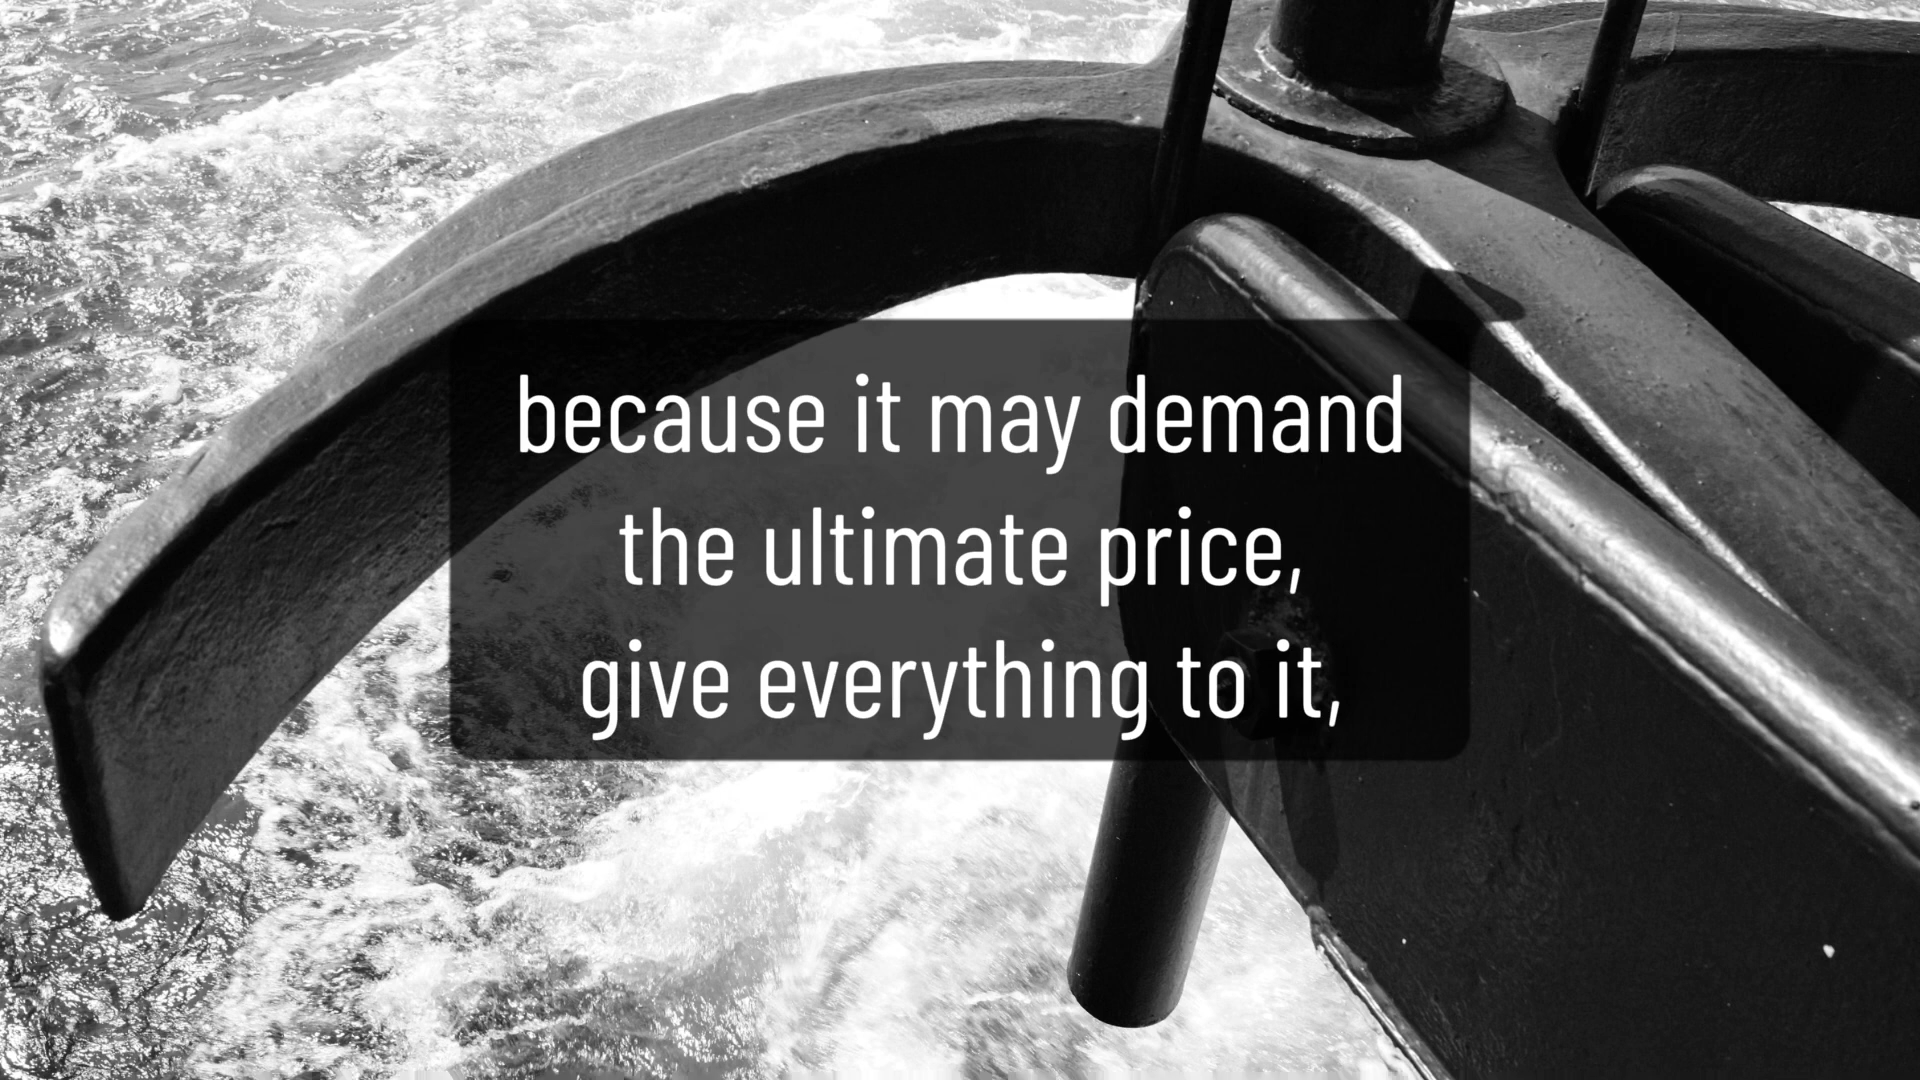 because it may demand
the ultimate price,
give everything to it,